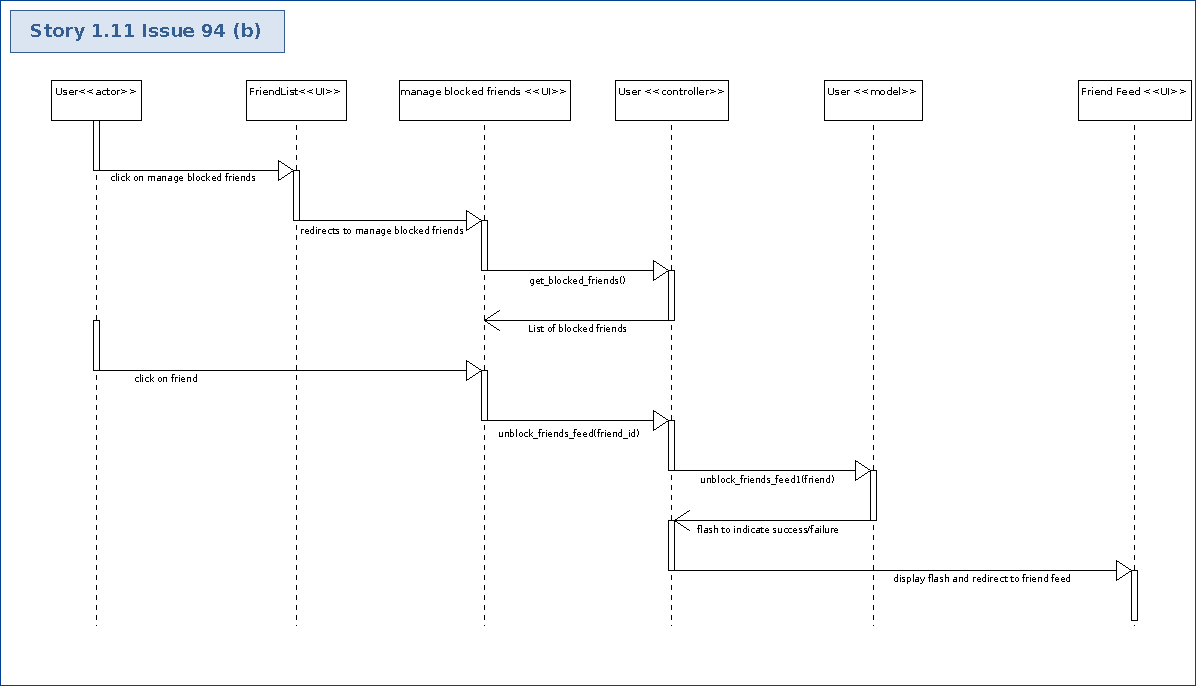 Story 1.11 Issue 94 (b)
User<<actor>>
FriendList<<UI>>
manage blocked friends <<UI>>
User <<controller>>
User <<model>>
Friend Feed <<UI>>
click on manage blocked friends
redirects to manage blocked friends
get_blocked_friends()
List of blocked friends
click on friend
unblock_friends_feed(friend_id)
unblock_friends_feed1(friend)
flash to indicate success/failure
display flash and redirect to friend feed